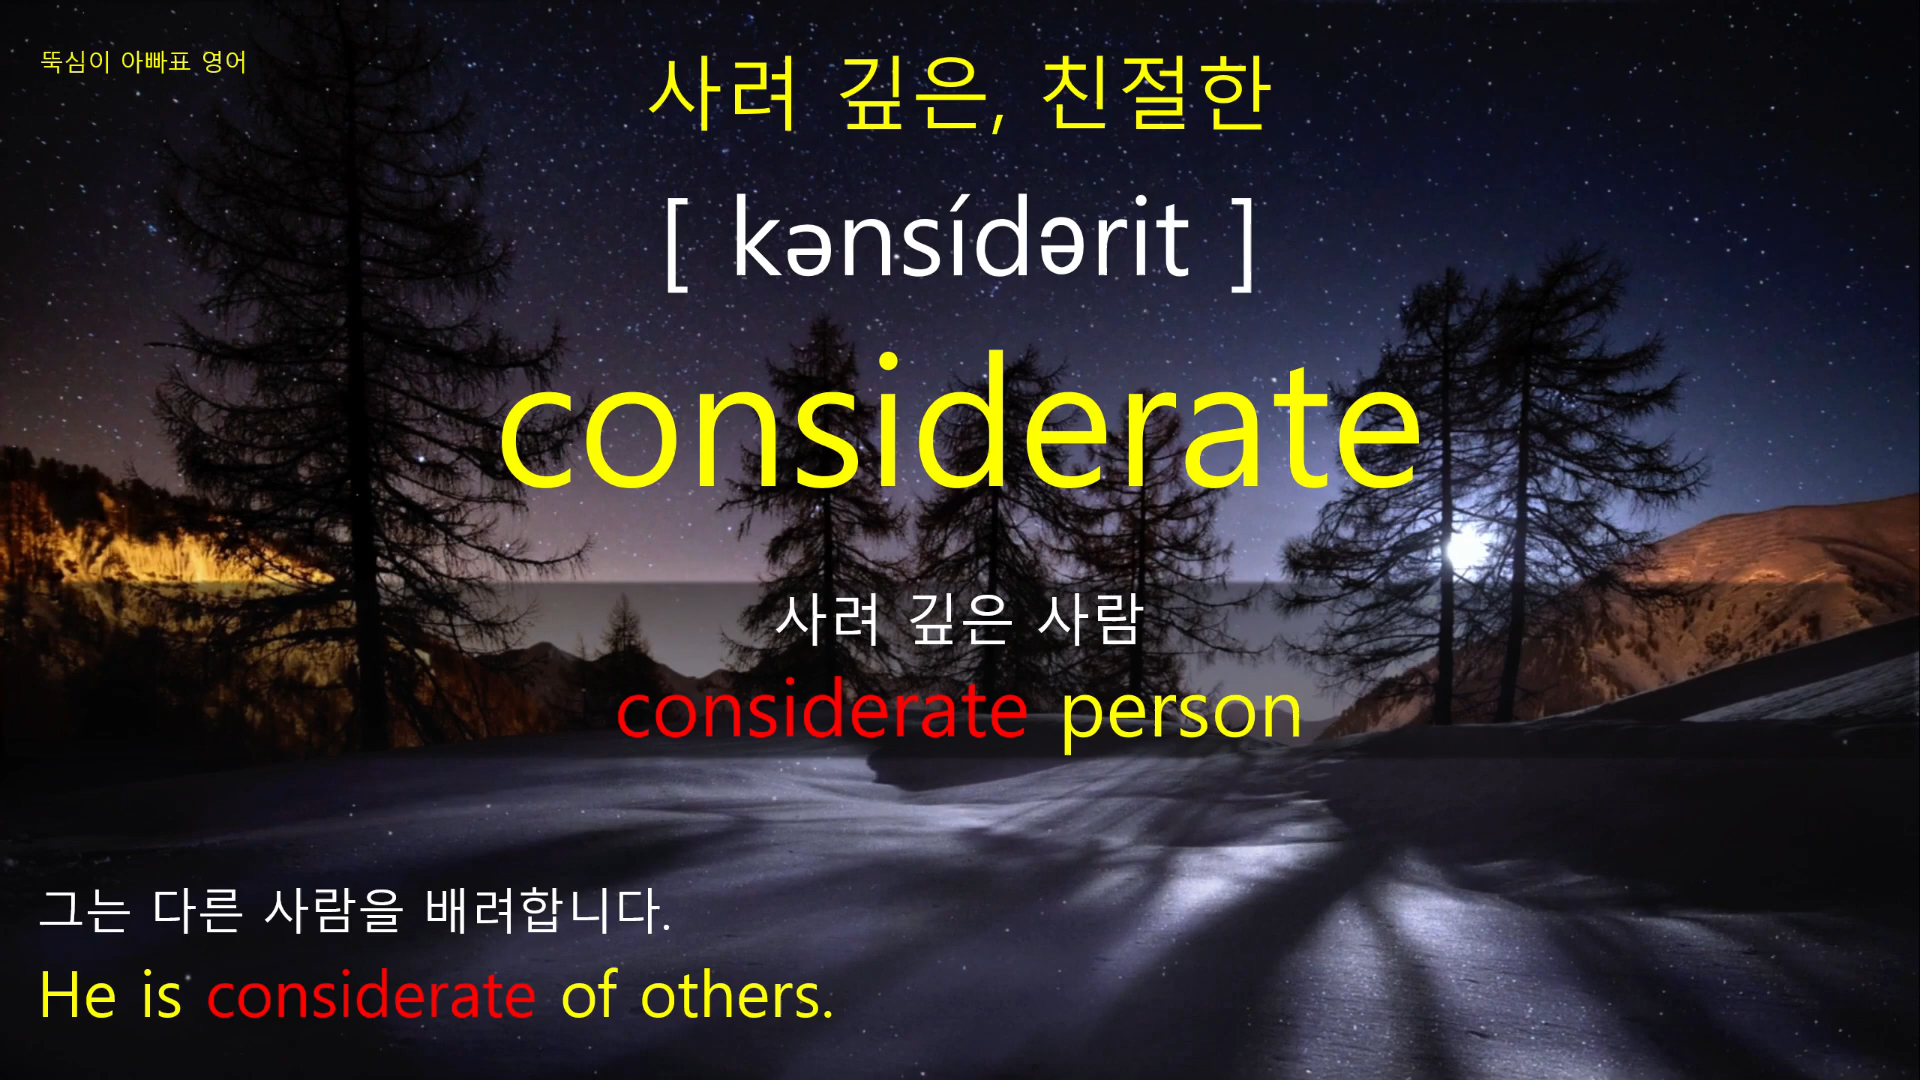 뚝심이 아빠표 영어
사려 깊은, 친절한
[ kənsídərit ]
considerate
사려 깊은 사람
considerate person
그는 다른 사람을 배려합니다.
He is considerate of others.